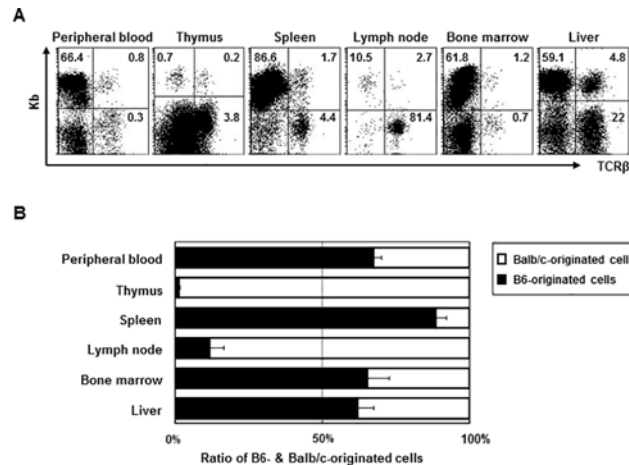 A
Peripheral blood Thymus Spleen Lymph node Bone marrow Liver
66.4 0.8 0.7 0.2 86.6 1.7 10.5 2.7 61.8 1.2 59.1 4.8
Kb
0.3 3.8 4.4 81.4 0.7 22
TCRβ
B
Peripheral blood
Thymus
Spleen
Lymph node
Bone marrow
Liver
0% 50% 100%
Ratio of B6- & Balb/c-originated cells
Balb/c-originated cells
B6-originated cells